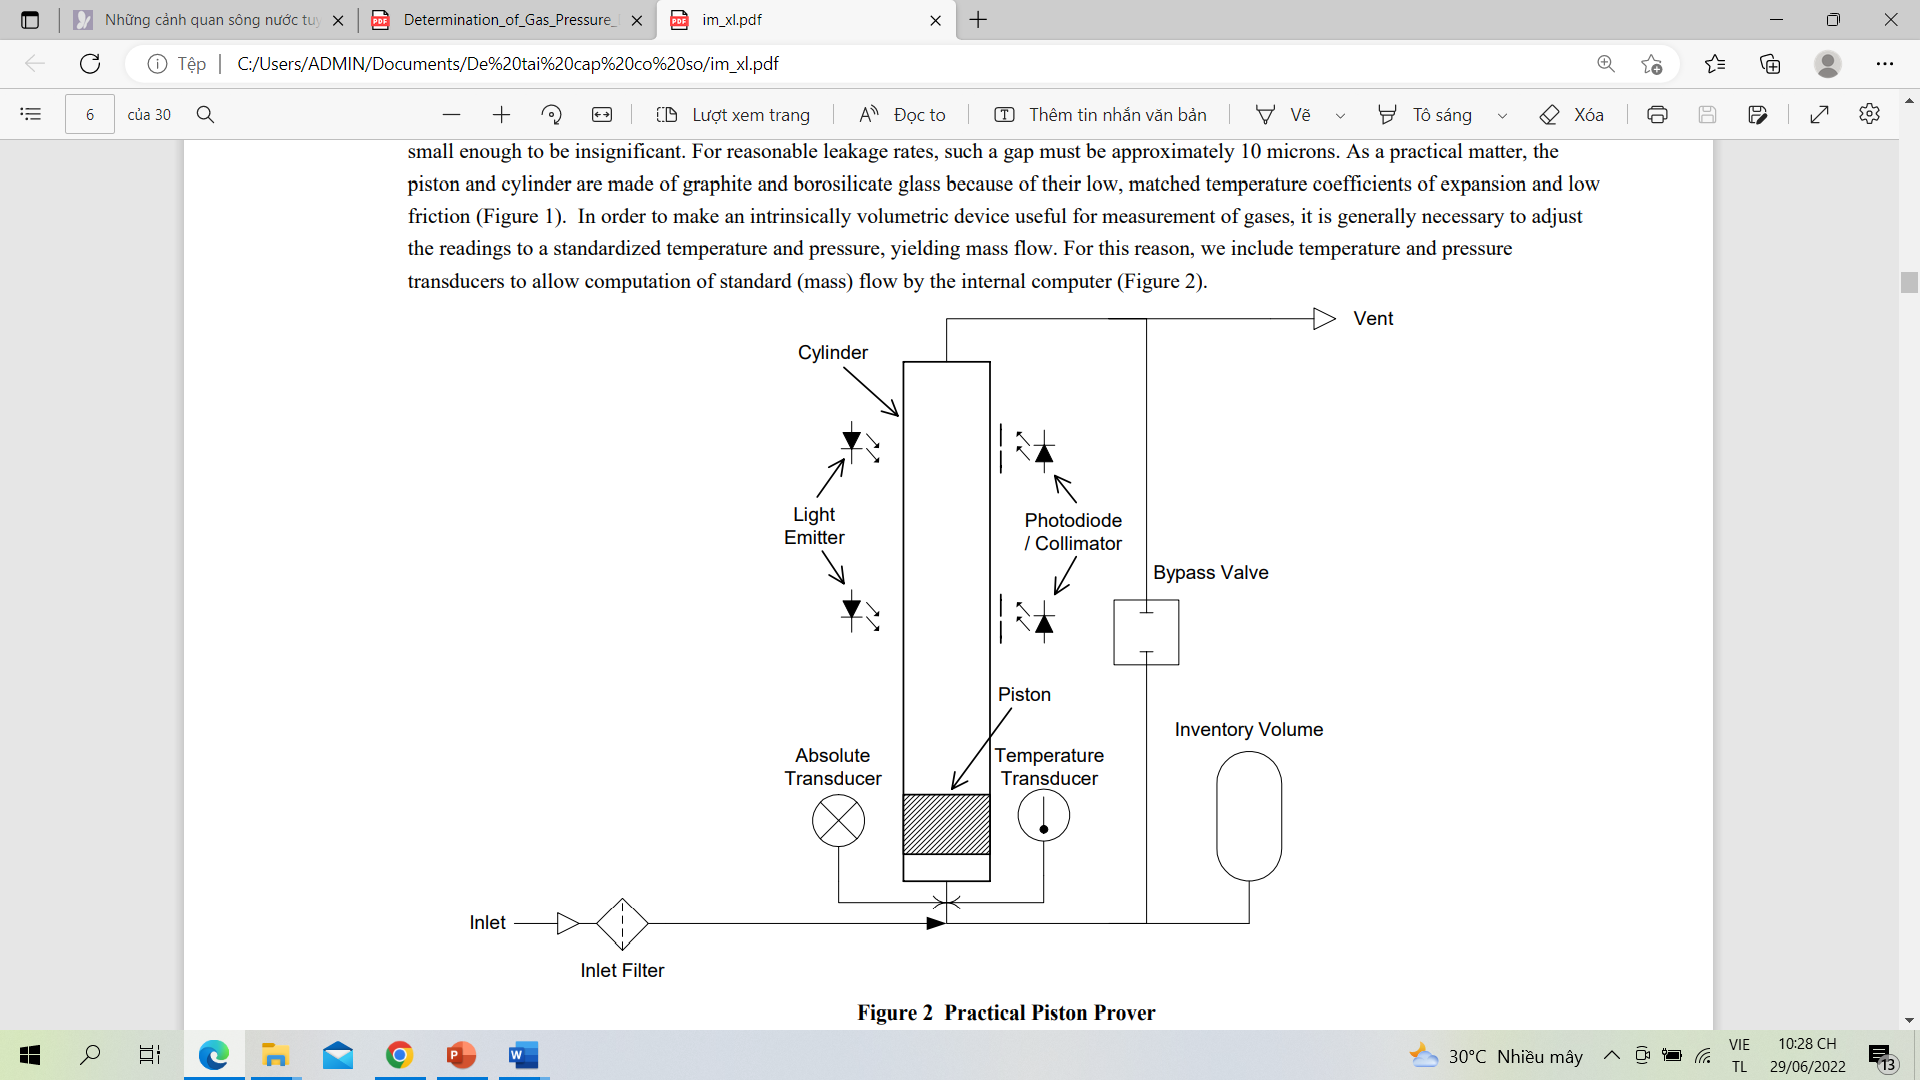 Những cảnh quan sông nước tu
Determination_of_Gas_Pressure_
im_xl.pdf
Tệp
C:/Users/ADMIN/Documents/De%20tai%20cap%20co%20so/im_xl.pdf
6 của 30
Lượt xem trang
Đọc to
Thêm tin nhắn văn bản
Vẽ
Tô sáng
Xóa
small enough to be insignificant. For reasonable leakage rates, such a gap must be approximately 10 microns. As a practical matter, the
piston and cylinder are made of graphite and borosilicate glass because of their low, matched temperature coefficients of expansion and low
friction (Figure 1). In order to make an intrinsically volumetric device useful for measurement of gases, it is generally necessary to adjust
the readings to a standardized temperature and pressure, yielding mass flow. For this reason, we include temperature and pressure
transducers to allow computation of standard (mass) flow by the internal computer (Figure 2).
Vent
Cylinder
Light
Emitter
Photodiode
/ Collimator
Bypass Valve
Piston
Inventory Volume
Absolute
Transducer
Temperature
Transducer
Inlet
Inlet Filter
Figure 2 Practical Piston Prover
30°C Nhiều mây
VIE
TL
10:28 CH
29/06/2022
13